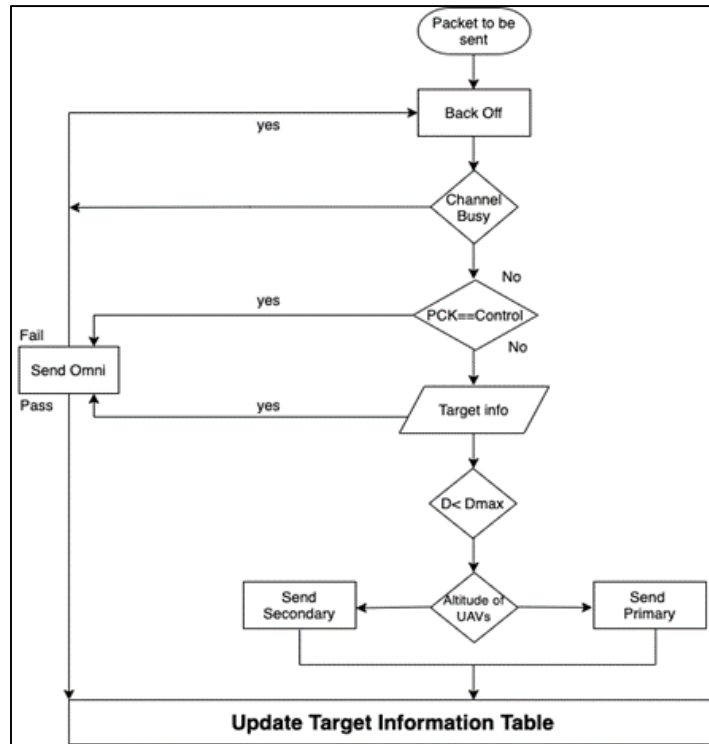 Packet to be
sent
Back Off
yes
Channel
Busy
No
yes
PCK==Control
Fail
No
Send Omni
Pass
yes
Target info
D< Dmax
Send
Secondary
Altitude of
UAVs
Send
Primary
Update Target Information Table